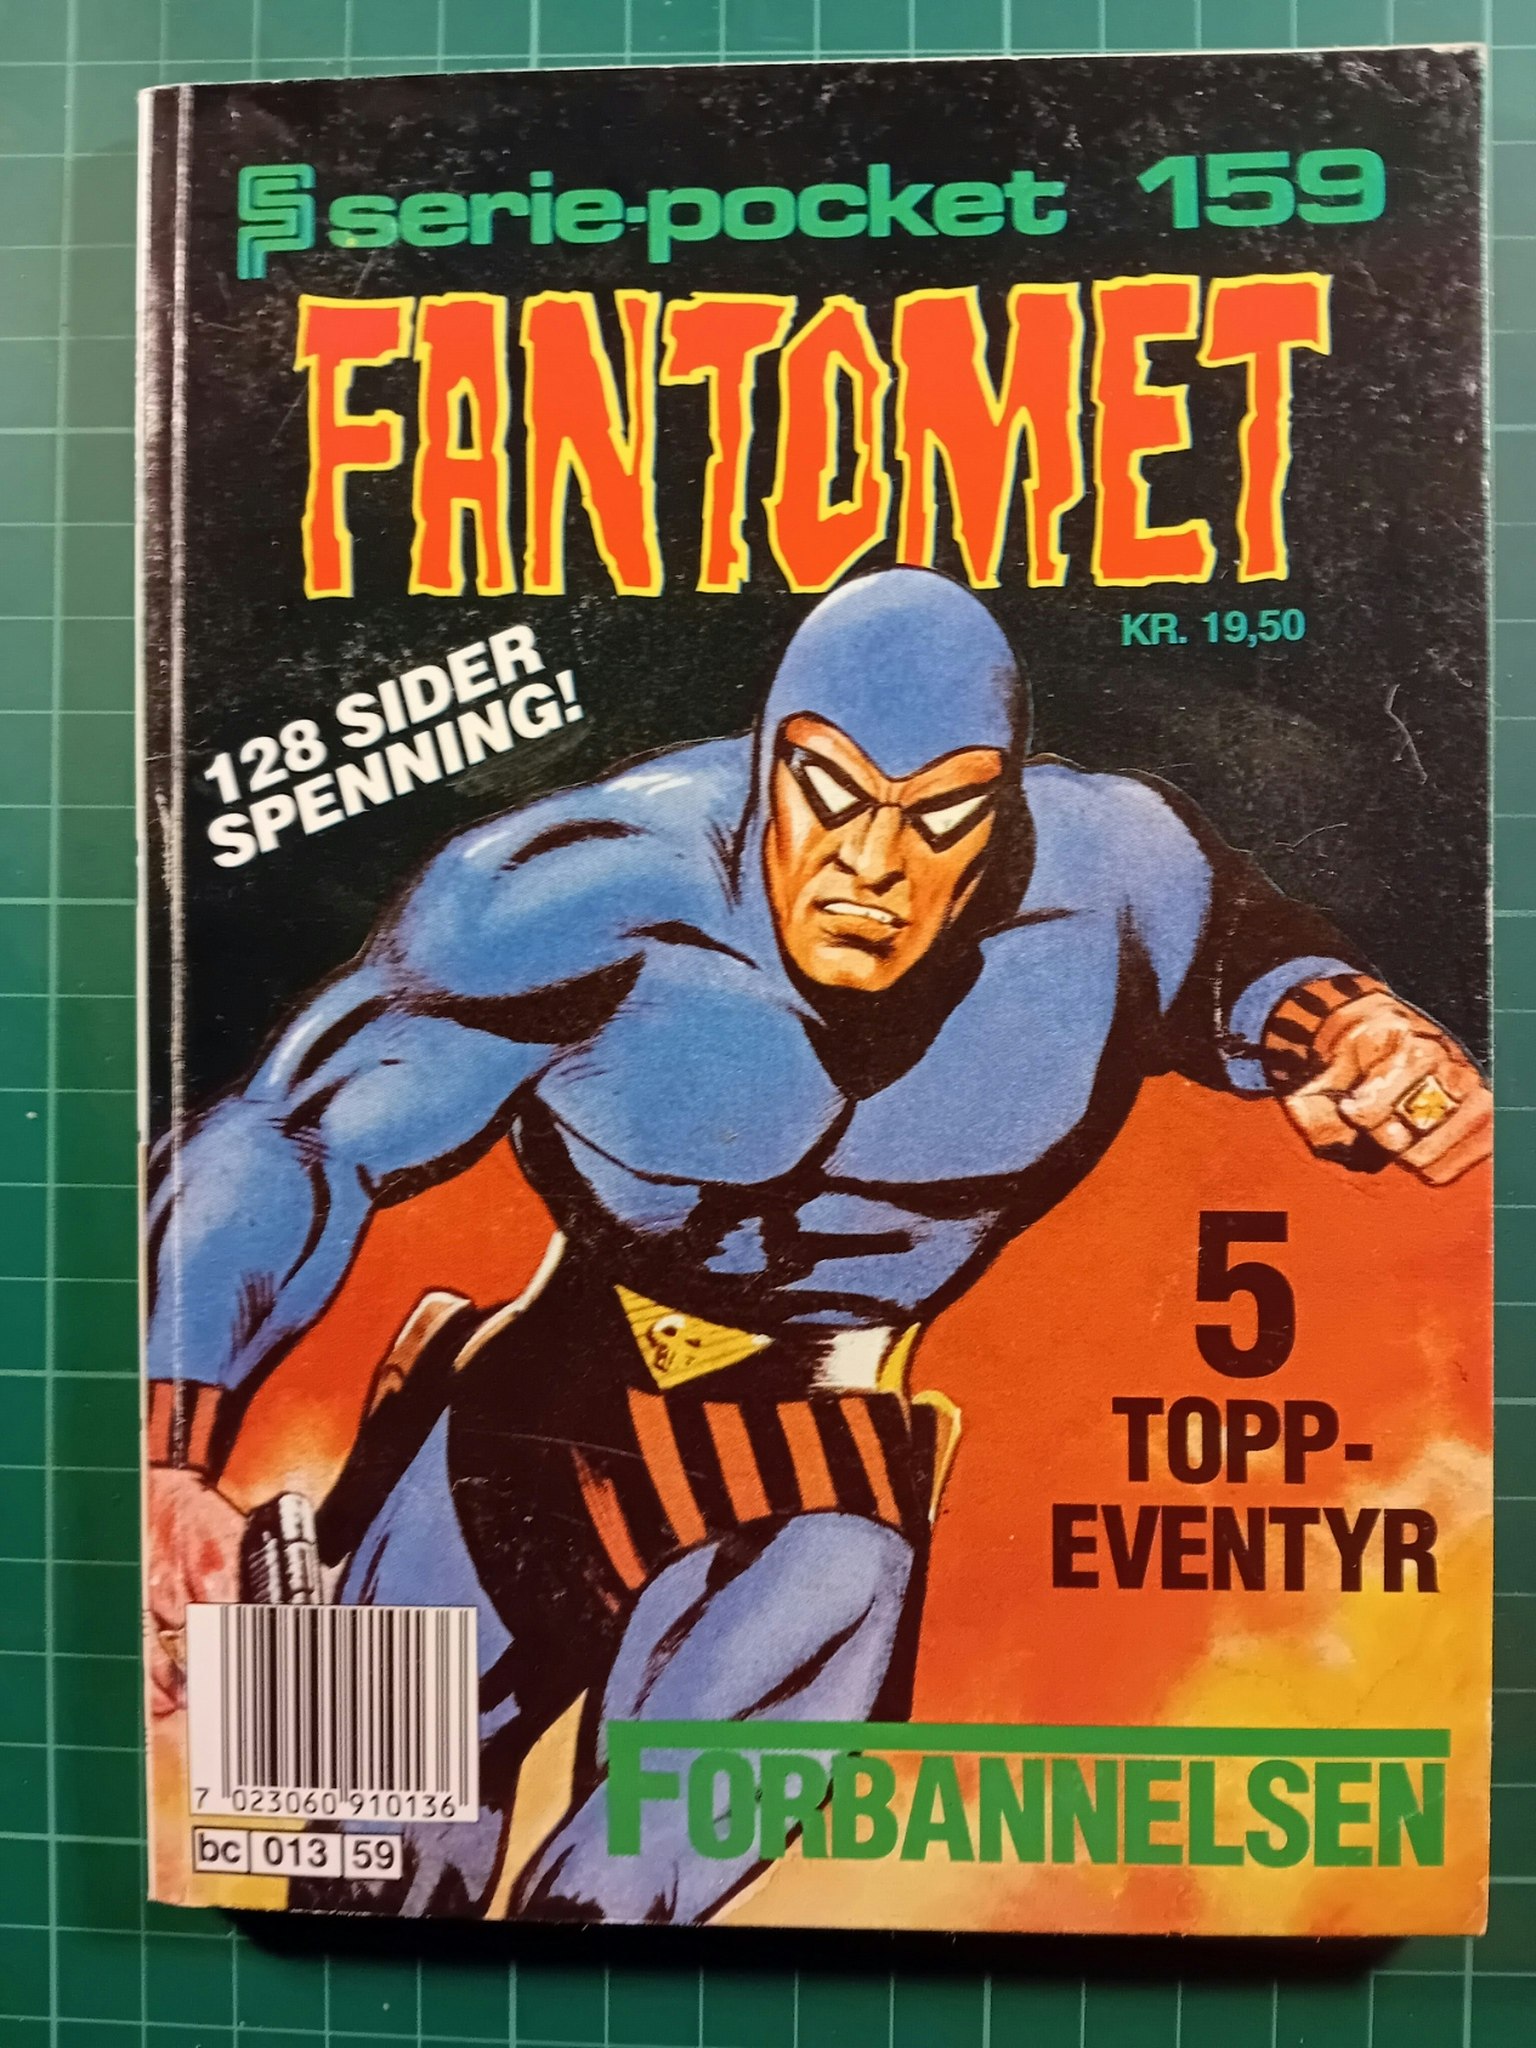 serie-pocket 159
FANTOMET
KR. 19,50
128 SIDER
SPENNING!
5
TOPP-
EVENTYR
FORBANNELSEN
7 023060 910136
bc 013 59